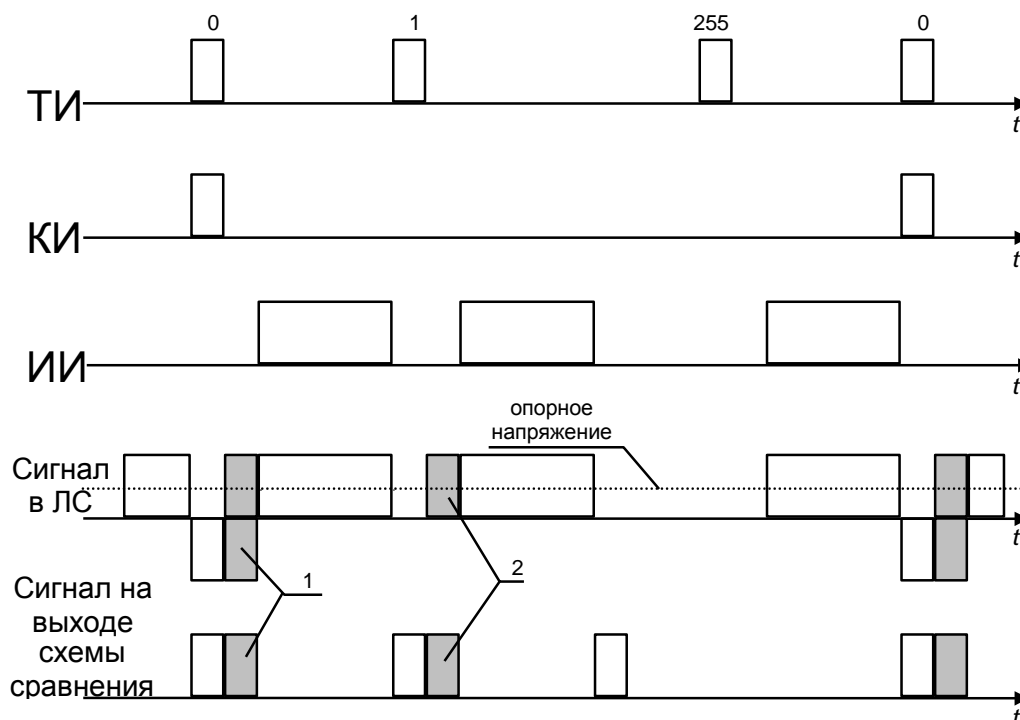 0 1 255 0
ТИ
t
КИ
t
ИИ
t
опорное
напряжение
Сигнал
в ЛС
t
1
2
Сигнал на
выходе
схемы
сравнения
t